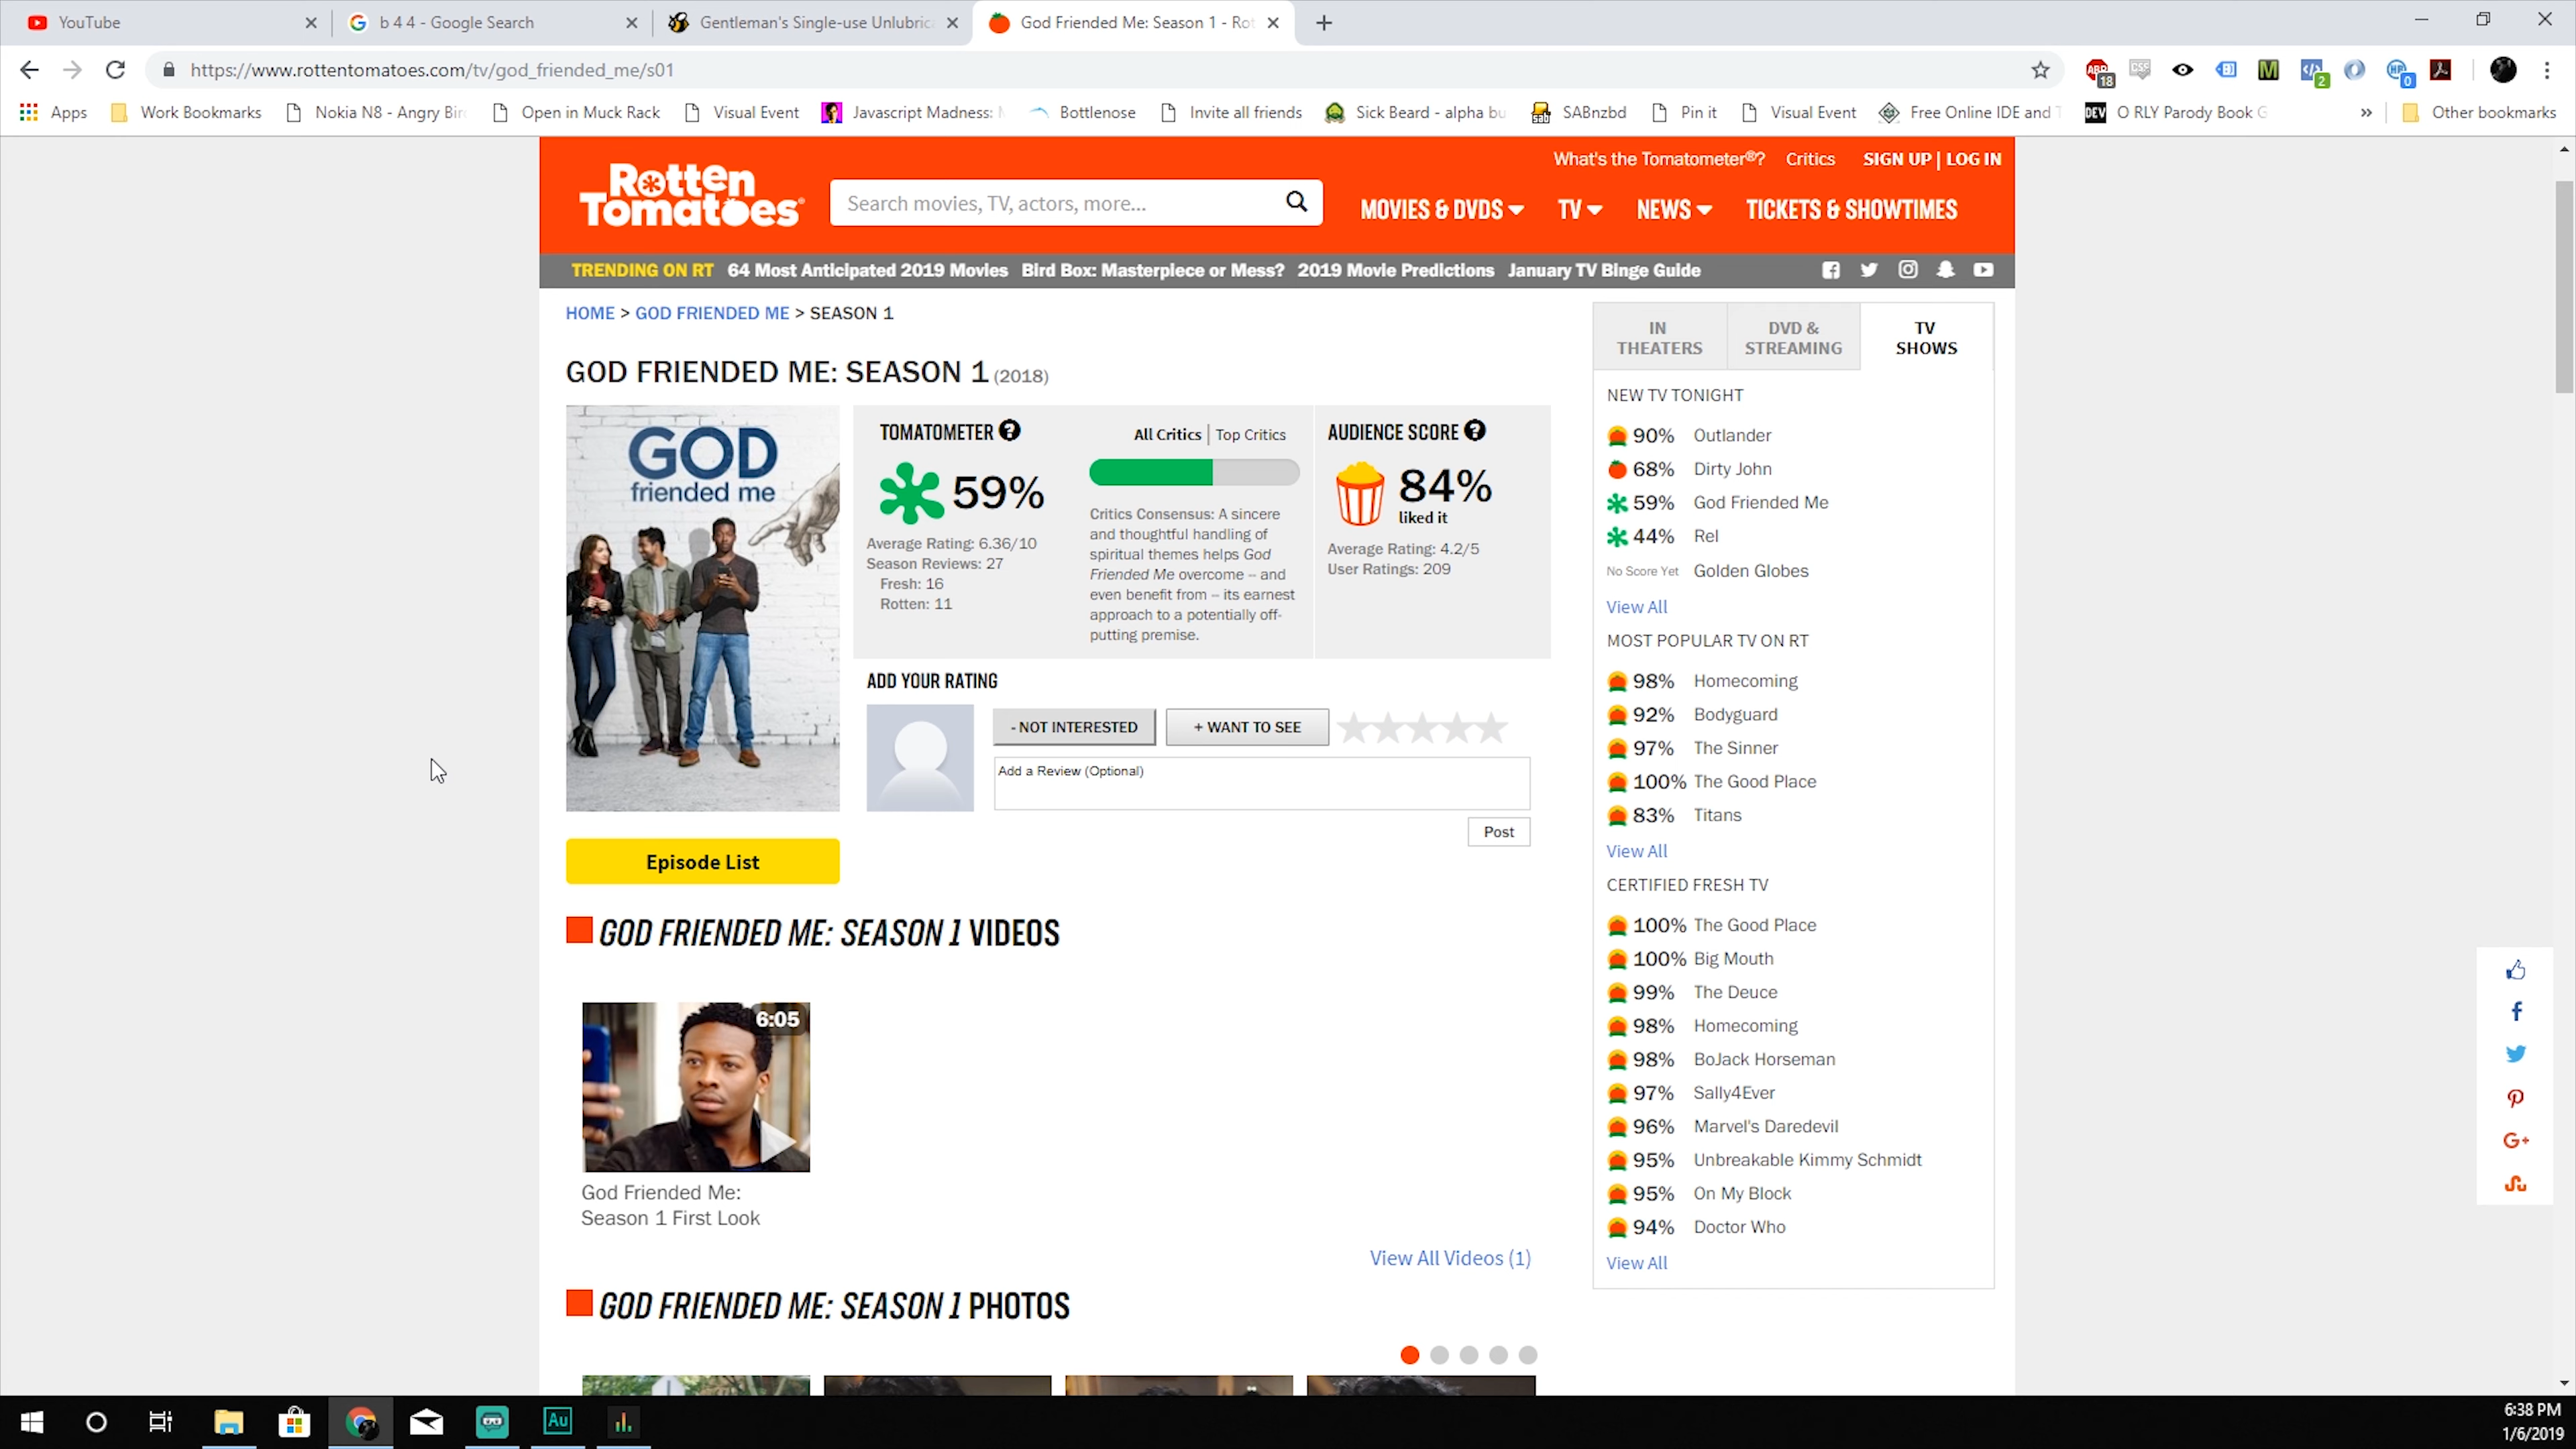 YouTube
b 4 4 - Google Search
Gentleman's Single-use Unlubric
God Friended Me: Season 1 - Rot
https://www.rottentomatoes.com/tv/god_friended_me/s01
ABP
18
CSS
2
0
Apps
Work Bookmarks
Nokia N8 - Angry Bir
Open in Muck Rack
Visual Event
Javascript Madness:
Bottlenose
Invite all friends
Sick Beard - alpha bu
SABnzbd
Pin it
Visual Event
Free Online IDE and
DEV
O RLY Parody Book G
Other bookmarks
Rotten
Tomatoes®
Search movies, TV, actors, more...
What's the Tomatometer®?
Critics
SIGN UP | LOG IN
MOVIES & DVDS
TV
NEWS
TICKETS & SHOWTIMES
TRENDING ON RT
64 Most Anticipated 2019 Movies
Bird Box: Masterpiece or Mess?
2019 Movie Predictions
January TV Binge Guide
HOME > GOD FRIENDED ME > SEASON 1
GOD FRIENDED ME: SEASON 1 (2018)
GOD
friended me
TOMATOMETER
All Critics | Top Critics
59%
Average Rating: 6.36/10
Season Reviews: 27
Fresh: 16
Rotten: 11
Critics Consensus: A sincere
and thoughtful handling of
spiritual themes helps God
Friended Me overcome -- and
even benefit from -- its earnest
approach to a potentially off-
putting premise.
AUDIENCE SCORE
84%
liked it
Average Rating: 4.2/5
User Ratings: 209
ADD YOUR RATING
- NOT INTERESTED
+ WANT TO SEE
Add a Review (Optional)
Post
Episode List
GOD FRIENDED ME: SEASON 1 VIDEOS
6:05
God Friended Me:
Season 1 First Look
View All Videos (1)
GOD FRIENDED ME: SEASON 1 PHOTOS
IN
THEATERS
DVD &
STREAMING
TV
SHOWS
NEW TV TONIGHT
90% Outlander
68% Dirty John
59% God Friended Me
44% Rel
No Score Yet Golden Globes
View All
MOST POPULAR TV ON RT
98% Homecoming
92% Bodyguard
97% The Sinner
100% The Good Place
83% Titans
View All
CERTIFIED FRESH TV
100% The Good Place
100% Big Mouth
99% The Deuce
98% Homecoming
98% BoJack Horseman
97% Sally4Ever
96% Marvel's Daredevil
95% Unbreakable Kimmy Schmidt
95% On My Block
94% Doctor Who
View All
G+
Au
6:38 PM
1/6/2019